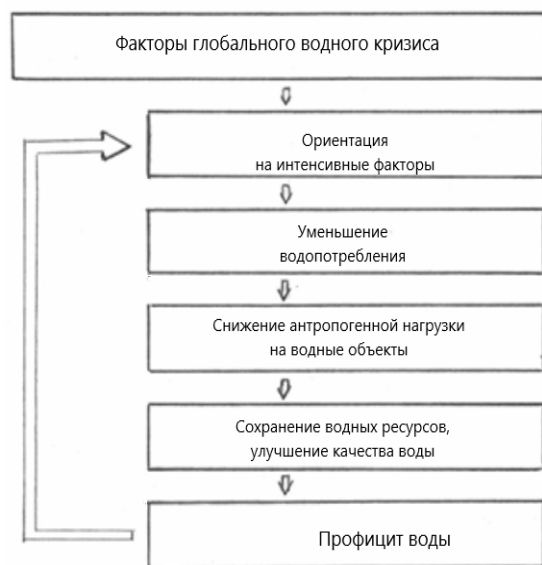 Факторы глобального водного кризиса
Ориентация
на интенсивные факторы
Уменьшение
водопотребления
Снижение антропогенной нагрузки
на водные объекты
Сохранение водных ресурсов,
улучшение качества воды
Профицит воды